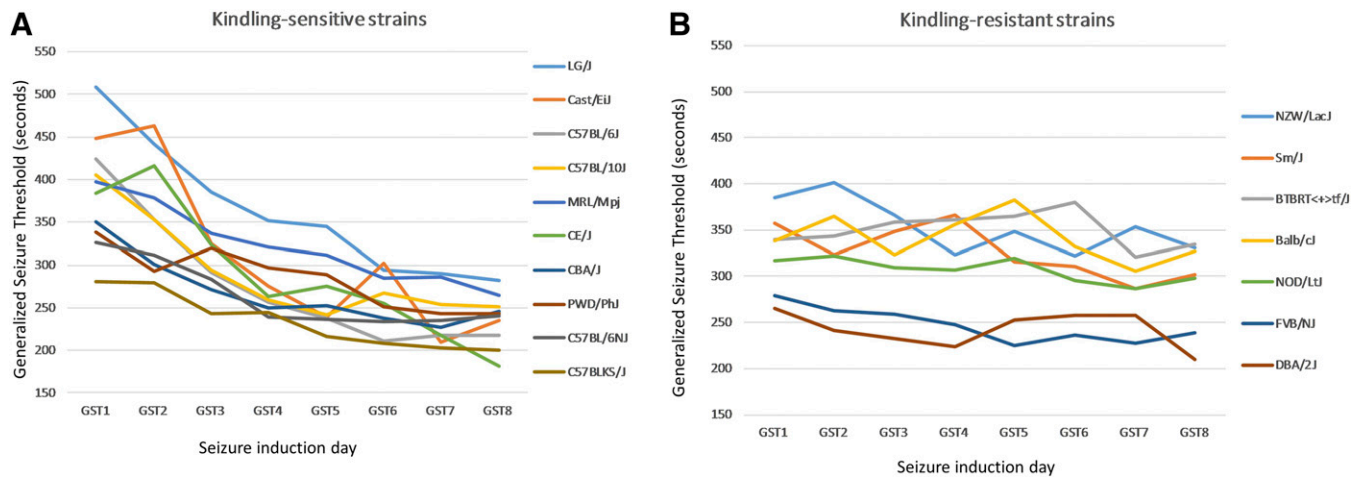 A
Kindling-sensitive strains
Generalized Seizure Threshold (seconds)
550
500
450
400
350
300
250
200
150
GST1 GST2 GST3 GST4 GST5 GST6 GST7 GST8
Seizure induction day
LG/J
Cast/EiJ
C57BL/6J
C57BL/10J
MRL/Mpj
CE/J
CBA/J
PWD/PhJ
C57BL/6NJ
C57BLKS/J
B
Kindling-resistant strains
Generalized Seizure Threshold (seconds)
550
500
450
400
350
300
250
200
150
GST1 GST2 GST3 GST4 GST5 GST6 GST7 GST8
Seizure induction day
NZW/LacJ
Sm/J
BTBRT<+>tf/J
Balb/cJ
NOD/LtJ
FVB/NJ
DBA/2J